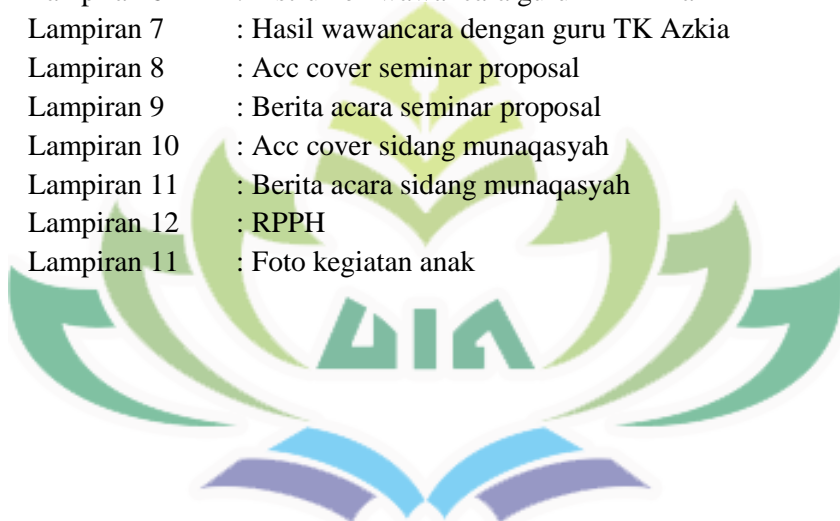 Lampiran 7 : Hasil wawancara dengan guru TK Azkia
Lampiran 8 : Acc cover seminar proposal
Lampiran 9 : Berita acara seminar proposal
Lampiran 10 : Acc cover sidang munaqasyah
Lampiran 11 : Berita acara sidang munaqasyah
Lampiran 12 : RPPH
Lampiran 11 : Foto kegiatan anak